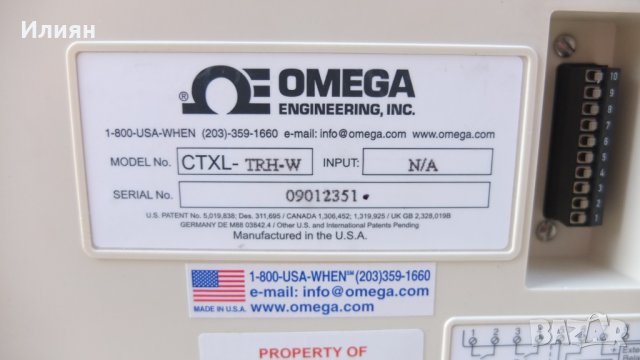 Илиян
® OMEGA
ENGINEERING, INC.
1-800-USA-WHEN (203)-359-1660 e-mail: info@omega.com www.omega.com
MODEL No. CTXL- TRH-W INPUT: N/A
SERIAL No. 09012351
U.S. PATENT No. 5,019,838; Des. 311,695 / CANADA 1,306,452; 1,319,925 / UK GB 2,328,019B
GERMANY DE M88 03842.4 / Other U.S. and International Patents Pending
Manufactured in the U.S.A.
10
9
8
7
6
5
4
3
2
1
1-800-USA-WHEN℠ (203)359-1660
e-mail: info@omega.com
MADE IN U.S.A. www.omega.com
PROPERTY OF
1 2 3